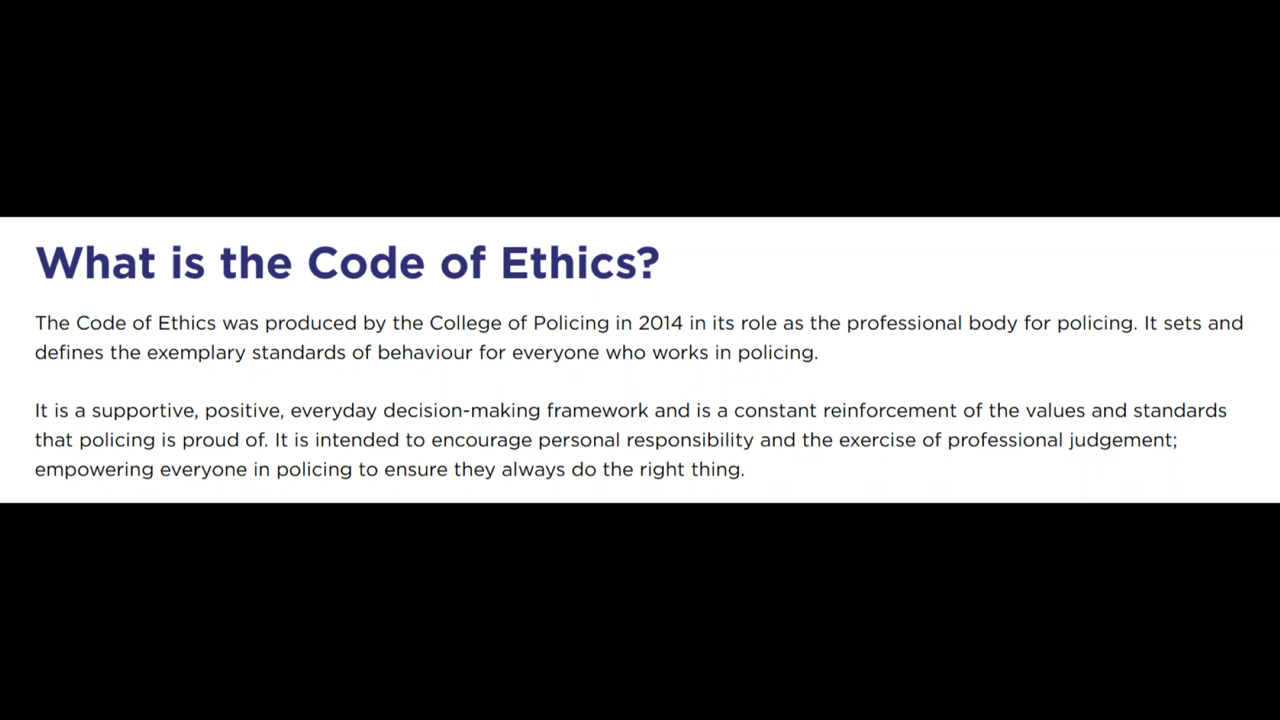 What is the Code of Ethics?
The Code of Ethics was produced by the College of Policing in 2014 in its role as the professional body for policing. It sets and
defines the exemplary standards of behaviour for everyone who works in policing.
It is a supportive, positive, everyday decision-making framework and is a constant reinforcement of the values and standards
that policing is proud of. It is intended to encourage personal responsibility and the exercise of professional judgement;
empowering everyone in policing to ensure they always do the right thing.